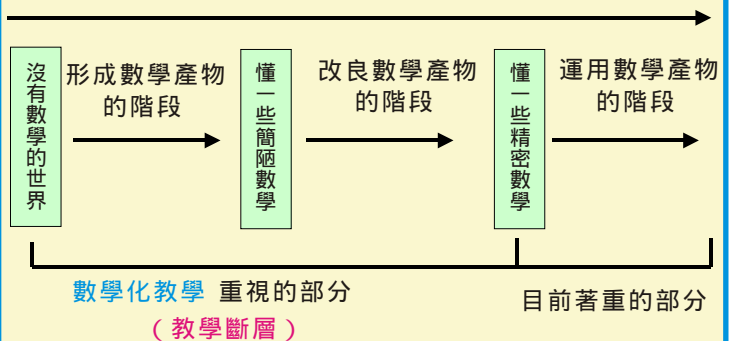 沒有數學的世界
形成數學產物
的階段
懂一些簡陋數學
改良數學產物
的階段
懂一些精密數學
運用數學產物
的階段
數學化教學 重視的部分
(教學斷層)
目前著重的部分